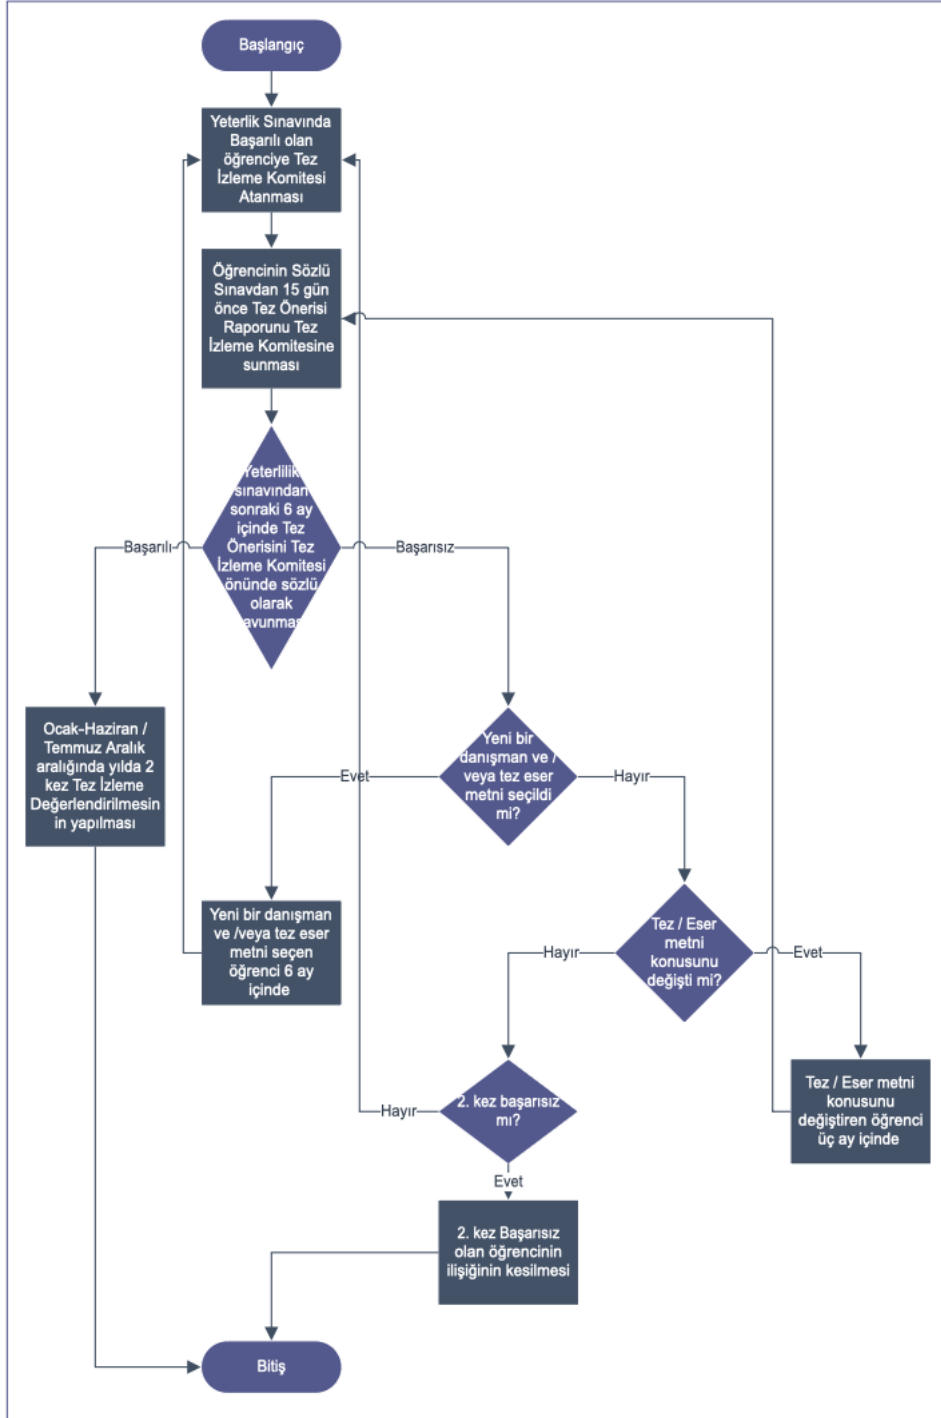 Başlangıç
Yeterlik Sınavında
Başarılı olan
öğrenciye Tez
İzleme Komitesi
Atanması
Öğrencinin Sözlü
Sınavdan 15 gün
önce Tez Önerisi
Raporunu Tez
İzleme Komitesine
sunması
Yeterlilik
sınavından
sonraki 6 ay
içinde Tez
Önerisini Tez
İzleme Komitesi
önünde sözlü
olarak
avunmas
Başarılı
Başarısız
Ocak-Haziran /
Temmuz Aralık
aralığında yılda 2
kez Tez İzleme
Değerlendirilmesin
in yapılması
Yeni bir
danışman ve /
veya tez eser
metni seçildi
mi?
Evet
Hayır
Yeni bir danışman
ve /veya tez eser
metni seçen
öğrenci 6 ay
içinde
Tez / Eser
metni
konusunu
değişti mi?
Hayır
Evet
Tez / Eser metni
konusunu
değiştiren öğrenci
üç ay içinde
2. kez başarısız
mı?
Hayır
Evet
2. kez Başarısız
olan öğrencinin
ilişiğinin kesilmesi
Bitiş